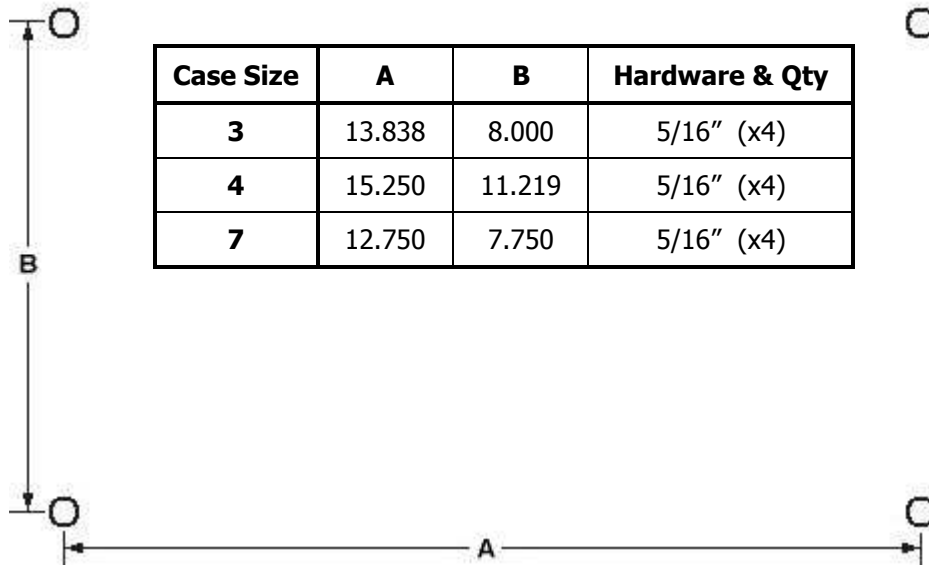 Case Size A B Hardware & Qty
3 13.838 8.000 5/16” (x4)
4 15.250 11.219 5/16” (x4)
7 12.750 7.750 5/16” (x4)
B
A